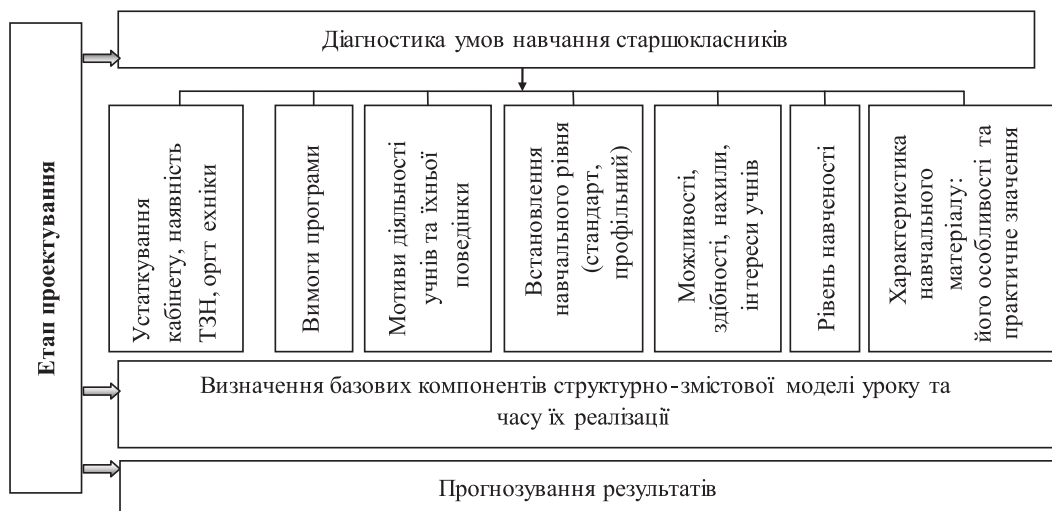 Етап проектування
Діагностика умов навчання старшокласників
Устаткування
кабінету, наявність
ТЗН, оргт ехніки
Вимоги програми
Мотиви діяльності
учнів та їхньої
поведінки
Встановлення
навчального рівня
(стандарт,
профільний)
Можливості,
здібності, нахили,
інтереси учнів
Рівень навченості
Характеристика
навчального
матеріалу:
його особливості та
практичне значення
Визначення базових компонентів структурно-змістової моделі уроку та
часу їх реалізації
Прогнозування результатів